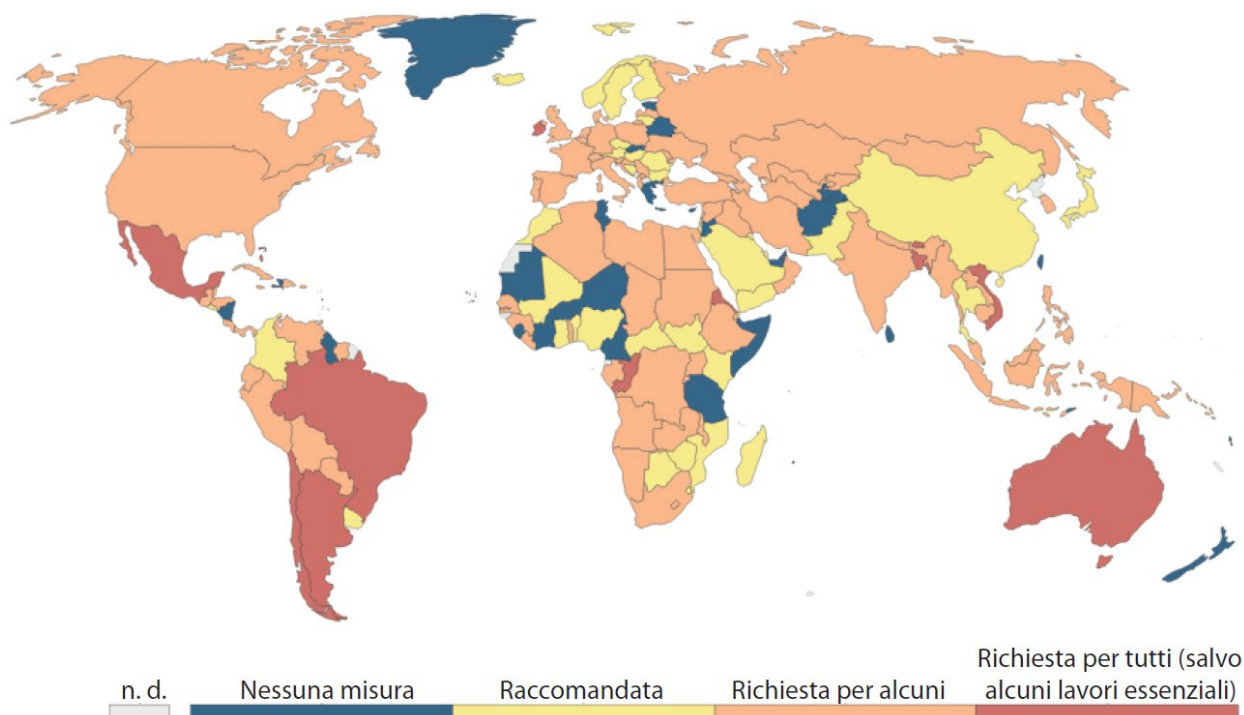 n. d.
Nessuna misura
Raccomandata
Richiesta per alcuni
Richiesta per tutti (salvo
alcuni lavori essenziali)